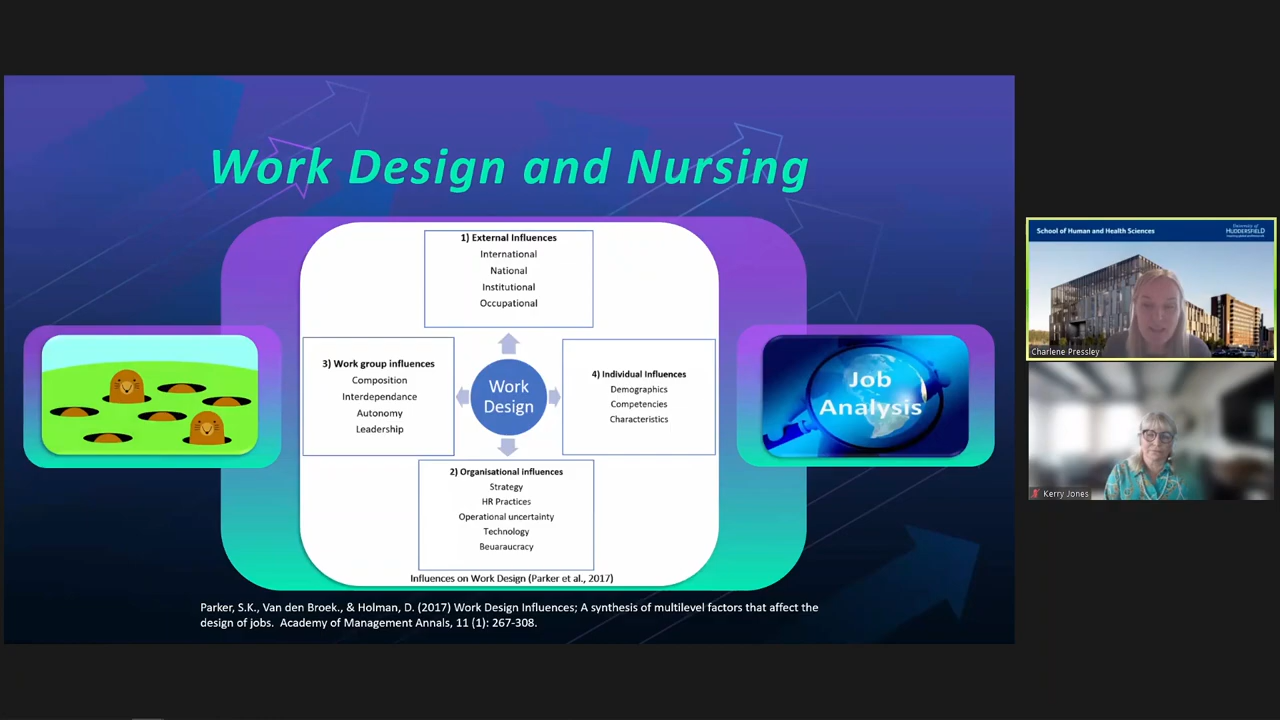 Work Design and Nursing
1) External Influences
International
National
Institutional
Occupational
3) Work group influences
Composition
Interdependance
Autonomy
Leadership
Work
Design
4) Individual Influences
Demographics
Competencies
Characteristics
2) Organisational influences
Strategy
HR Practices
Operational uncertainty
Technology
Beuaraucracy
Influences on Work Design (Parker et al., 2017)
Job
Analysis
Parker, S.K., Van den Broek., & Holman, D. (2017) Work Design Influences; A synthesis of multilevel factors that affect the
design of jobs. Academy of Management Annals, 11 (1): 267-308.
School of Human and Health Sciences
University of
HUDDERSFIELD
Charlene Pressley
Kerry Jones